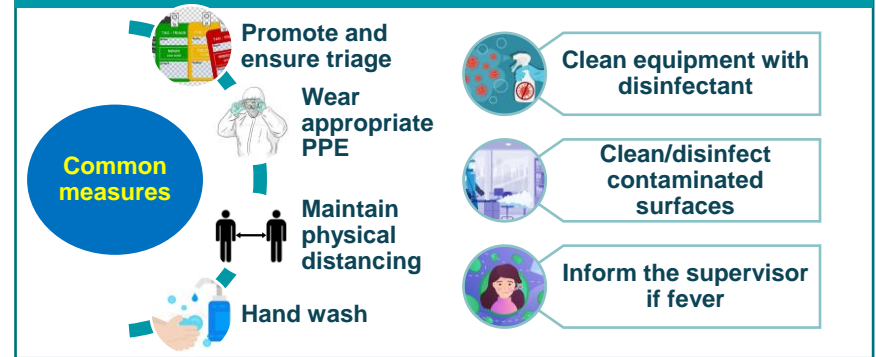 Common
measures
Promote and
ensure triage
Wear
appropriate
PPE
Maintain
physical
distancing
Hand wash
Clean equipment with
disinfectant
Clean/disinfect
contaminated
surfaces
Inform the supervisor
if fever